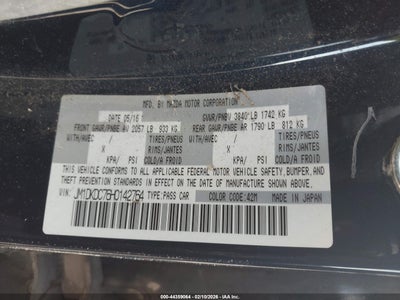 MFD. BY MAZDA MOTOR CORPORATION
DATE 05/16 GVWR/PNBV 3840 LB 1742 KG
FRONT GAWR/PNBE AV 2057 LB 933 KG REAR GAWR/PNBE AR 1790 LB 812 KG
WITH/AVEC / TIRES/PNEUS WITH/AVEC / TIRES/PNEUS
X RIMS/JANTES X RIMS/JANTES
KPA/ PSI COLD/A FROID KPA/ PSI COLD/A FROID
THIS VEHICLE CONFORMS TO ALL APPLICABLE FEDERAL MOTOR VEHICLE SAFETY, BUMPER, AND
THEFT PREVENTION STANDARDS IN EFFECT ON THE DATE OF MANUFACTURE SHOWN ABOVE.
VIN: JM1DKDC76H0142764 TYPE:PASS CAR COLOR CODE:42M MADE IN JAPAN
000-44359064 - 02/10/2026 - IAAI.COM